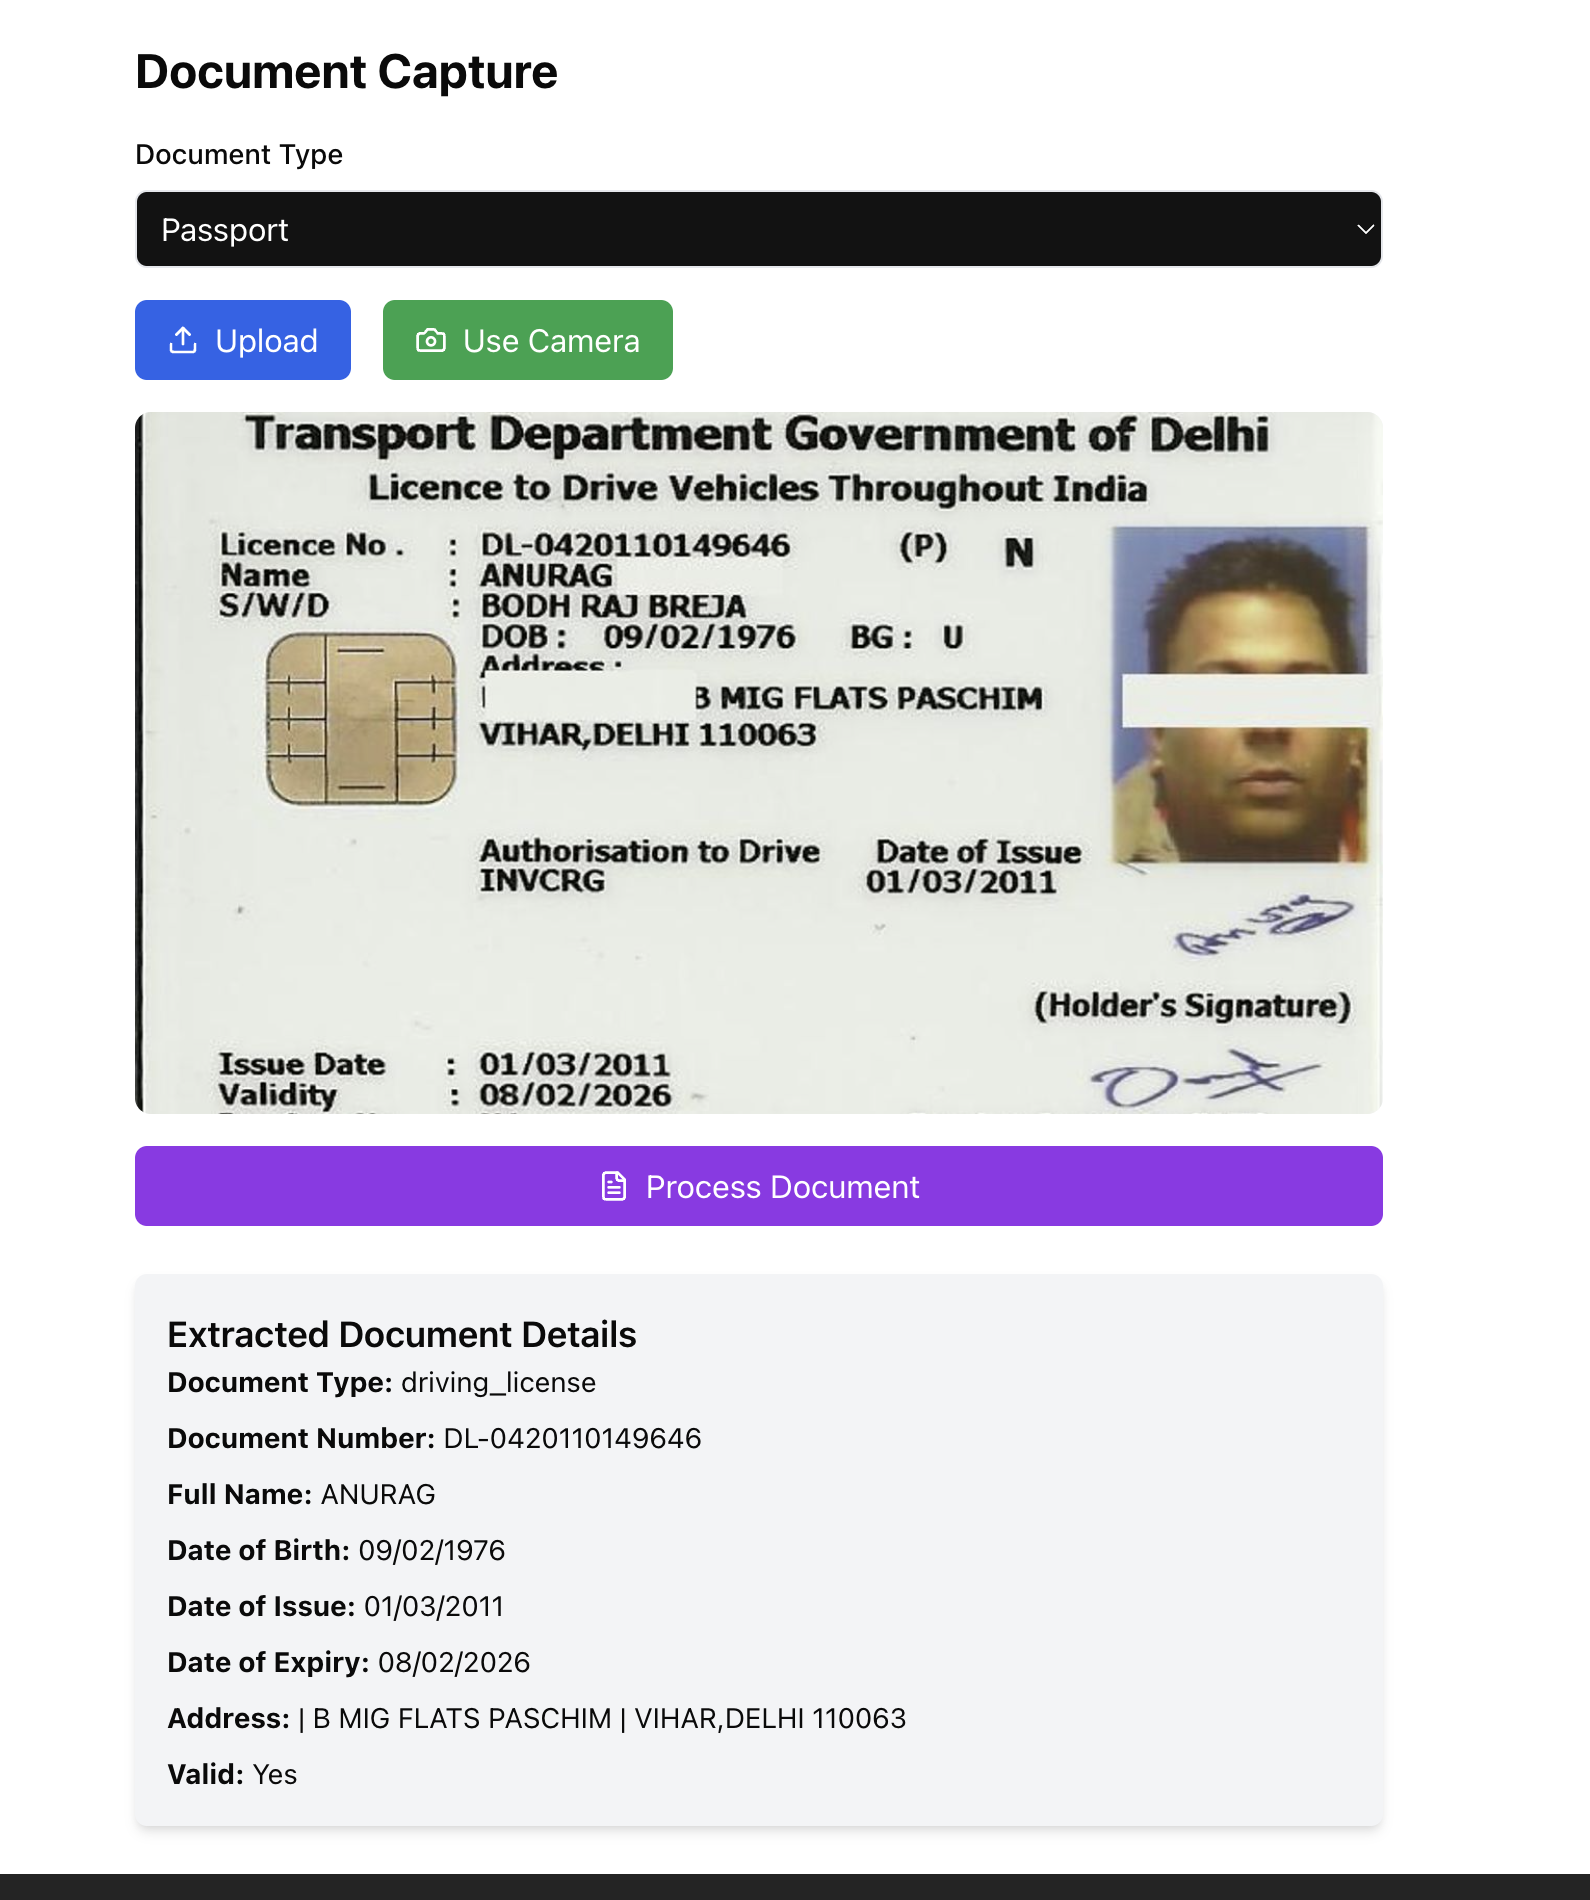 Document Capture
Document Type
Passport
Upload Use Camera
Transport Department Government of Delhi
Licence to Drive Vehicles Throughout India
Licence No . : DL-0420110149646 (P) N
Name : ANURAG
S/W/D : BODH RAJ BREJA
DOB : 09/02/1976 BG : U
Address :
B MIG FLATS PASCHIM
VIHAR,DELHI 110063
Authorisation to Drive Date of Issue
INVCRG 01/03/2011
Anurag
(Holder's Signature)
Issue Date : 01/03/2011
Validity : 08/02/2026
Process Document
Extracted Document Details
Document Type: driving_license
Document Number: DL-0420110149646
Full Name: ANURAG
Date of Birth: 09/02/1976
Date of Issue: 01/03/2011
Date of Expiry: 08/02/2026
Address: | B MIG FLATS PASCHIM | VIHAR,DELHI 110063
Valid: Yes